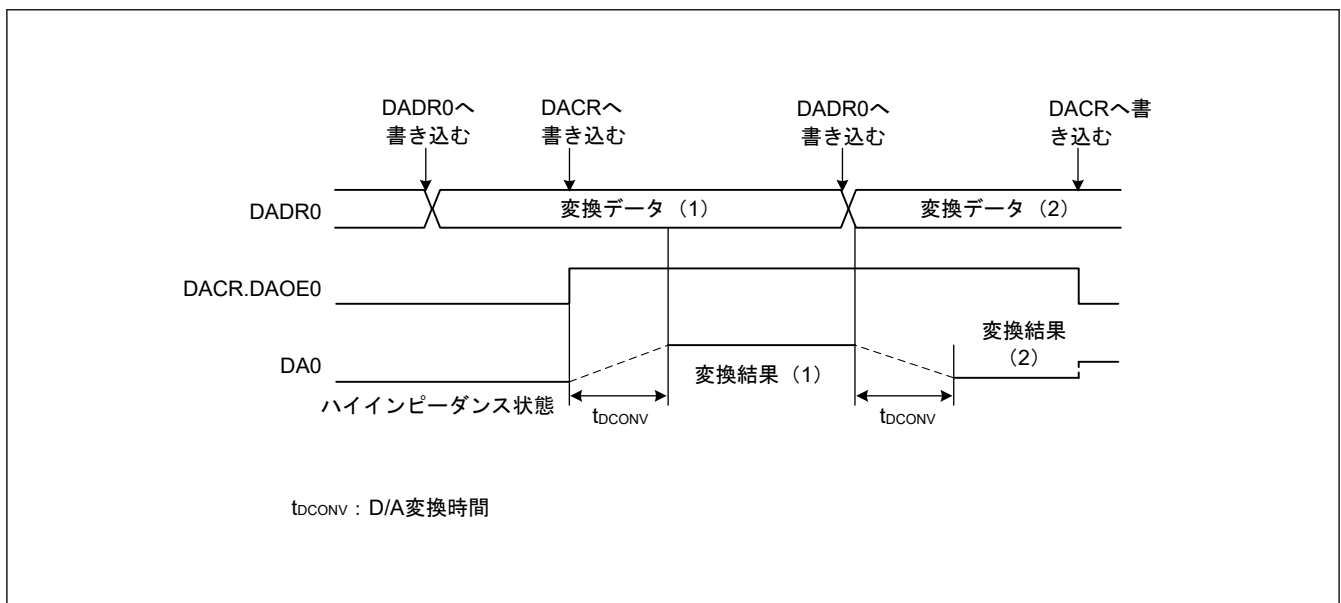 DADR0へ
書き込む
DACRへ
書き込む
DADR0へ
書き込む
DACRへ書
き込む
DADR0
変換データ（1）
変換データ（2）
DACR.DAOE0
DA0
ハイインピーダンス状態
変換結果（1）
変換結果
（2）
tDCONV
tDCONV
tDCONV：D/A変換時間